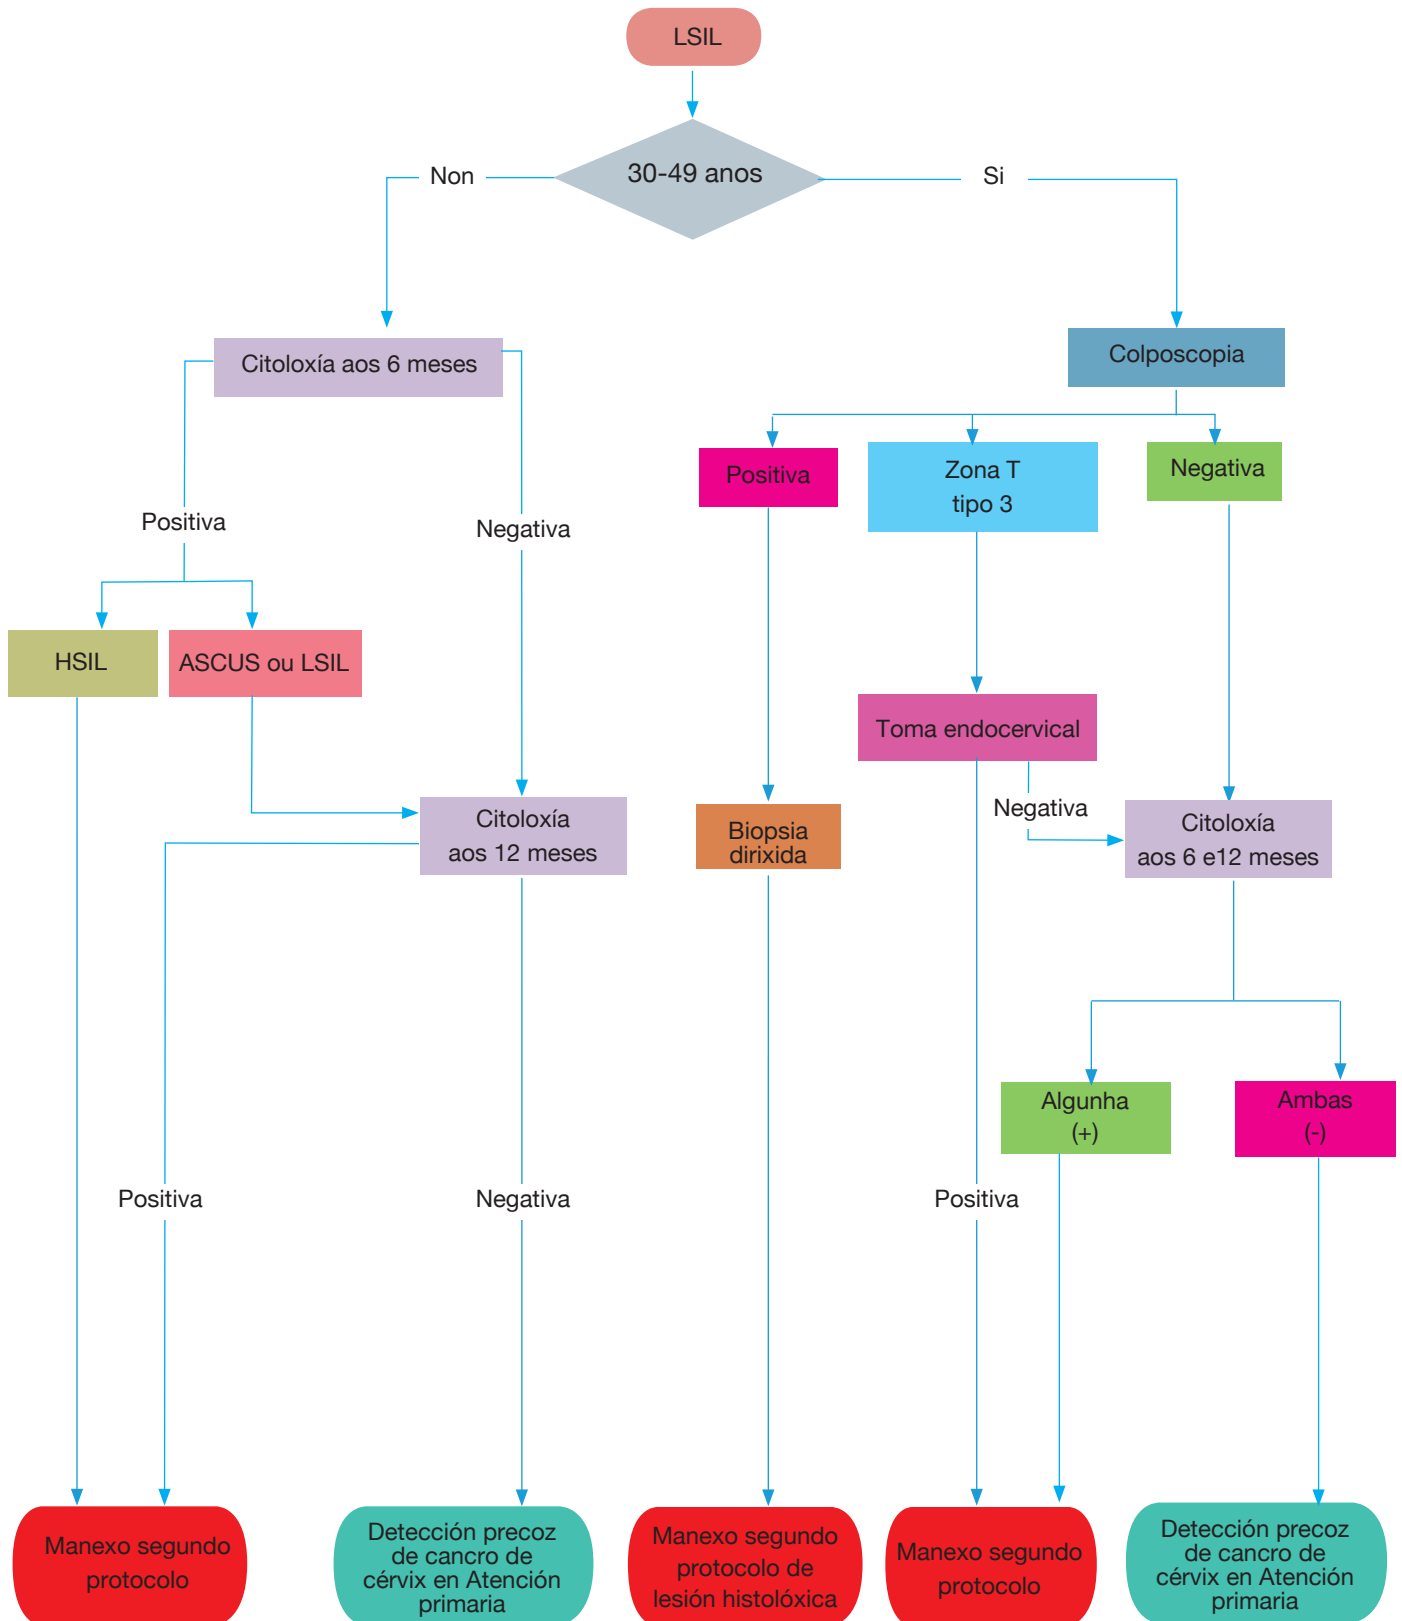 LSIL
30-49 anos
Non
Si
Citoloxía aos 6 meses
Colposcopia
Positiva
Zona T
tipo 3
Negativa
Positiva
Negativa
HSIL
ASCUS ou LSIL
Toma endocervical
Negativa
Citoloxía
aos 12 meses
Biopsia
dirixida
Citoloxía
aos 6 e12 meses
Algunha
(+)
Ambas
(-)
Positiva
Negativa
Positiva
Manexo segundo
protocolo
Detección precoz
de cancro de
cérvix en Atención
primaria
Manexo segundo
protocolo de
lesión histolóxica
Manexo segundo
protocolo
Detección precoz
de cancro de
cérvix en Atención
primaria